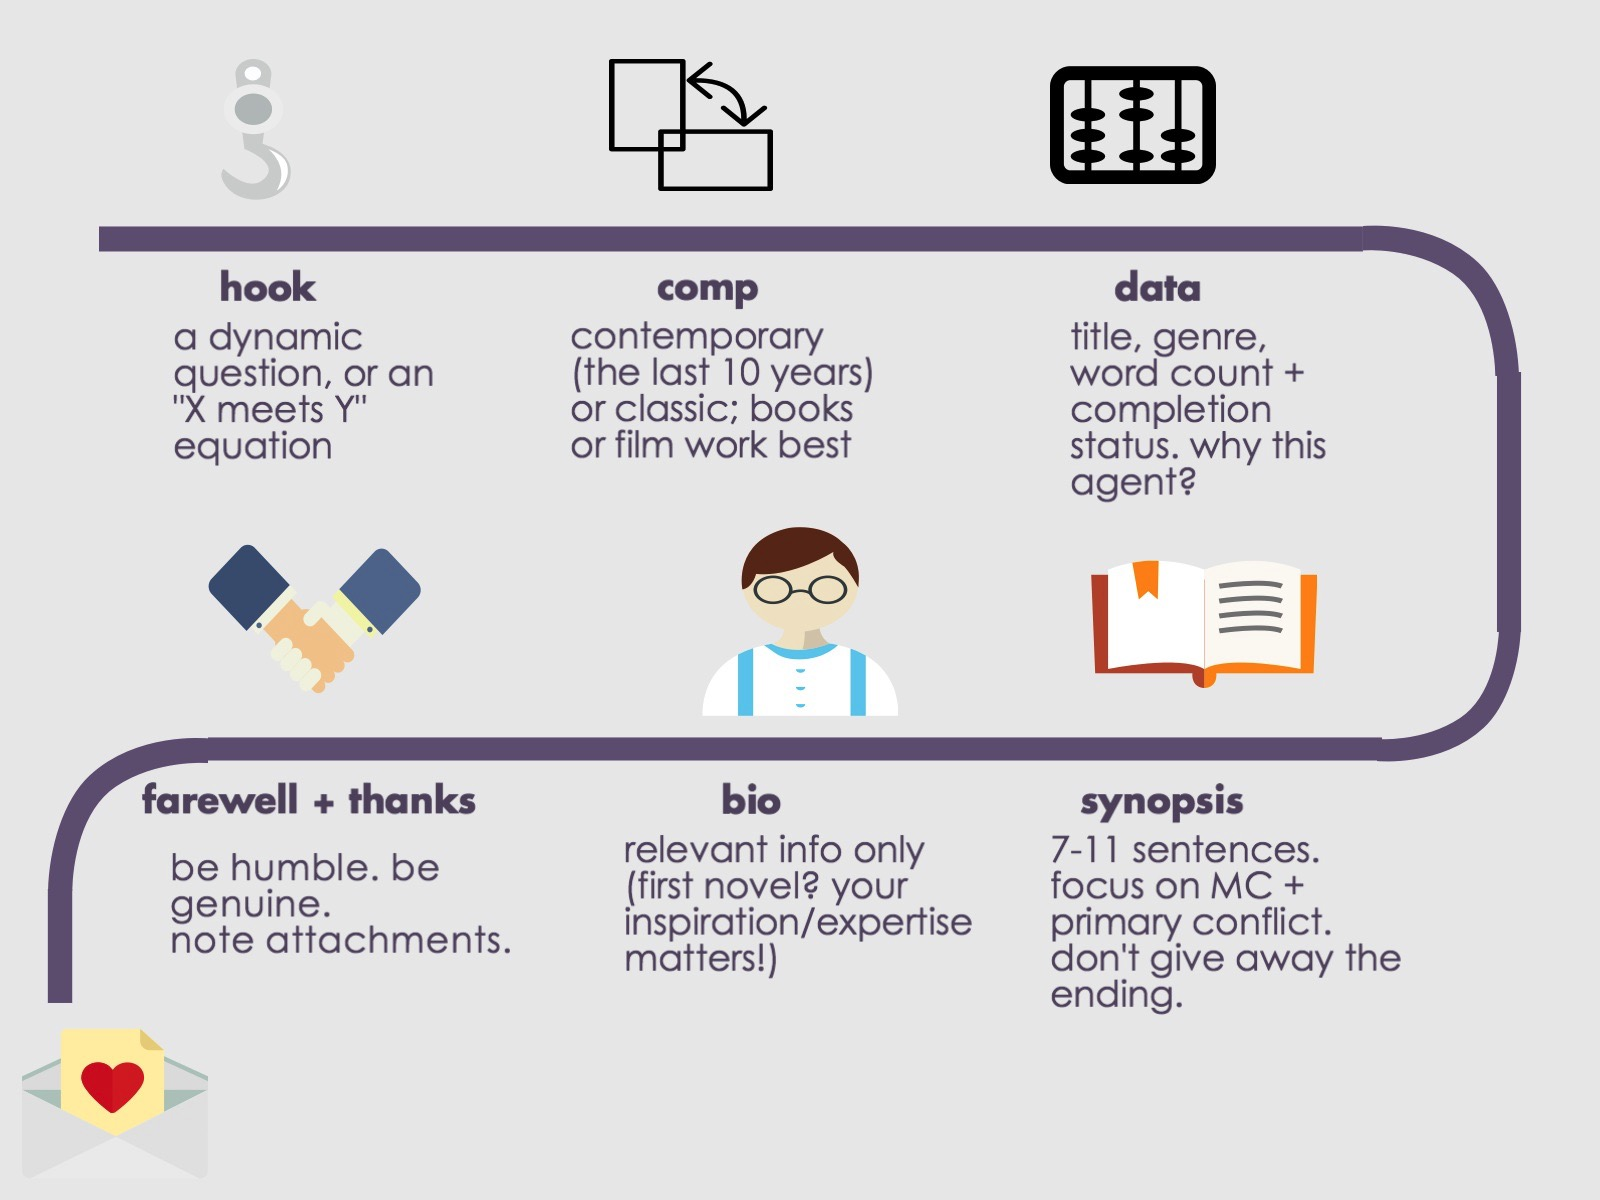 hook
a dynamic
question, or an
"X meets Y"
equation
comp
contemporary
(the last 10 years)
or classic; books
or film work best
data
title, genre,
word count +
completion
status. why this
agent?
farewell + thanks
be humble. be
genuine.
note attachments.
bio
relevant info only
(first novel? your
inspiration/expertise
matters!)
synopsis
7-11 sentences.
focus on MC +
primary conflict.
don't give away the
ending.